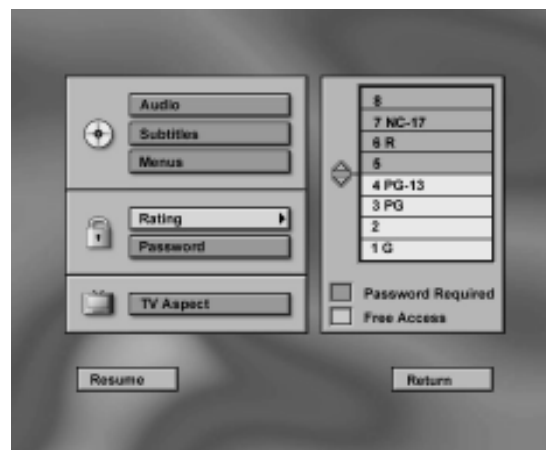 Audio
Subtitles
Menus
Rating
Password
TV Aspect
8
7 NC-17
6 R
5
4 PG-13
3 PG
2
1 G
Password Required
Free Access
Resume
Return